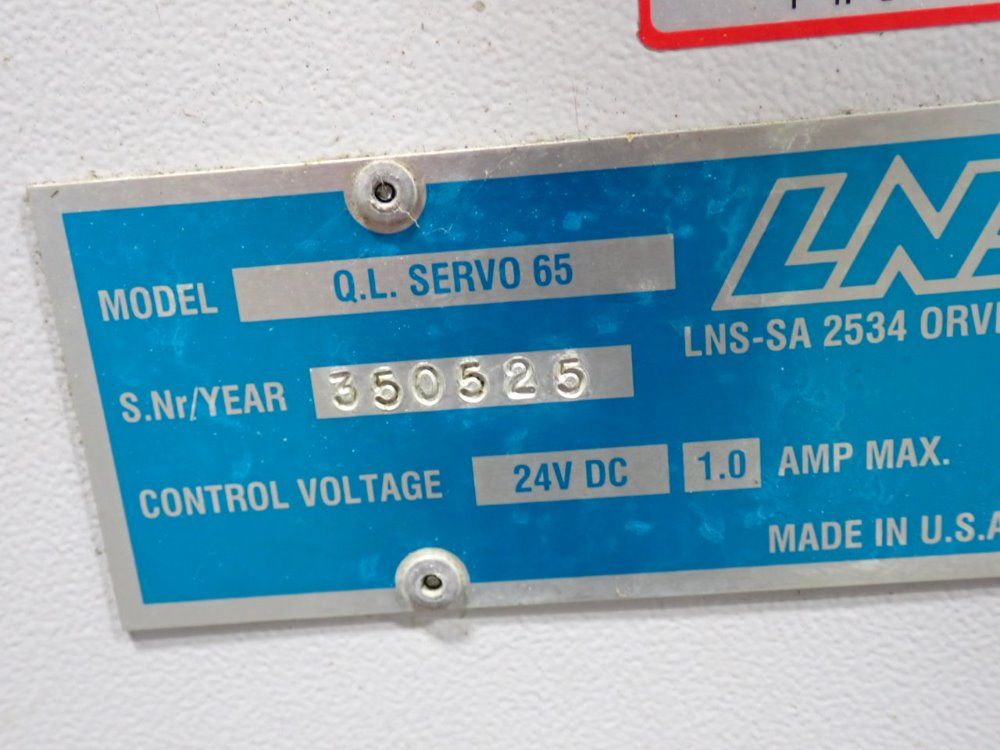 MODEL Q.L. SERVO 65
LNS-SA 2534
S.Nr/YEAR 350525
CONTROL VOLTAGE 24V DC 1.0 AMP MAX.
MADE IN U.S.A